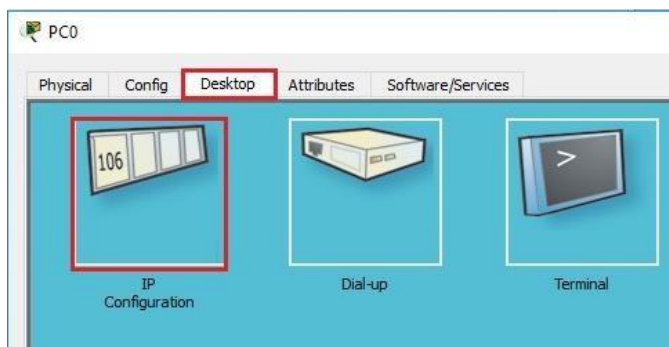 PC0
Physical Config Desktop Attributes Software/Services
106
>
IP
Configuration
Dial-up
Terminal